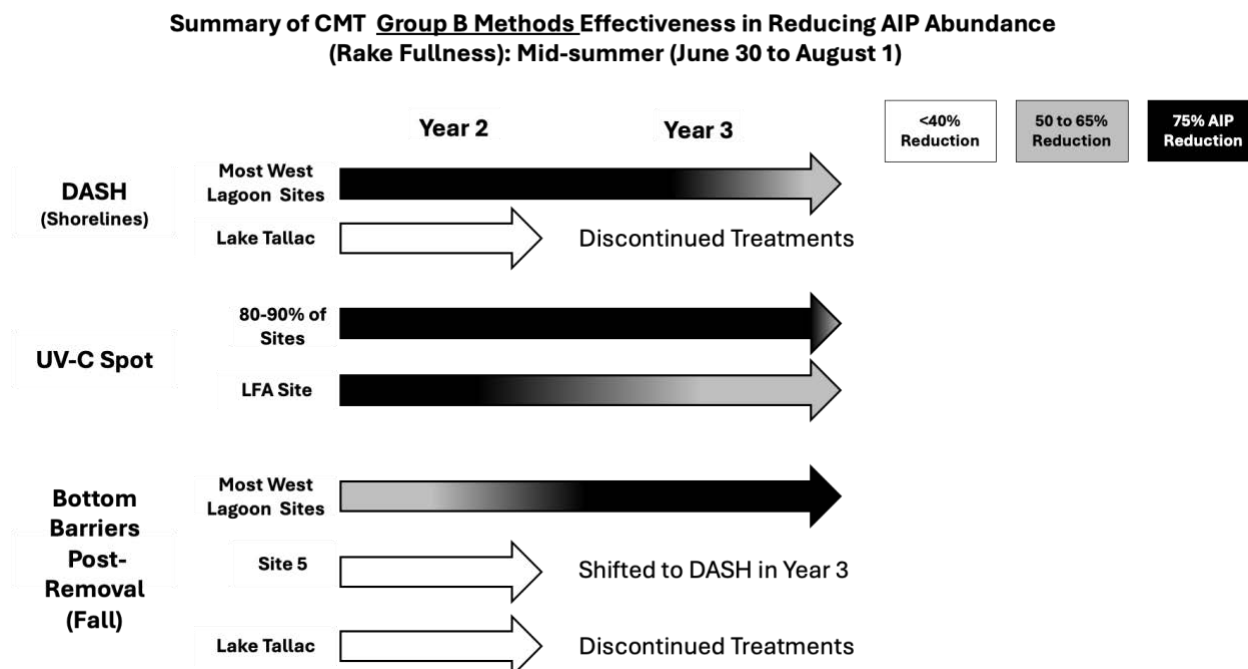 Summary of CMT Group B Methods Effectiveness in Reducing AIP Abundance
(Rake Fullness): Mid-summer (June 30 to August 1)
<40%
Reduction
50 to 65%
Reduction
75% AIP
Reduction
Year 2
Year 3
DASH
(Shorelines)
Most West
Lagoon Sites
Lake Tallac
Discontinued Treatments
UV-C Spot
80-90% of
Sites
LFA Site
Bottom
Barriers
Post-
Removal
(Fall)
Most West
Lagoon Sites
Site 5
Shifted to DASH in Year 3
Lake Tallac
Discontinued Treatments